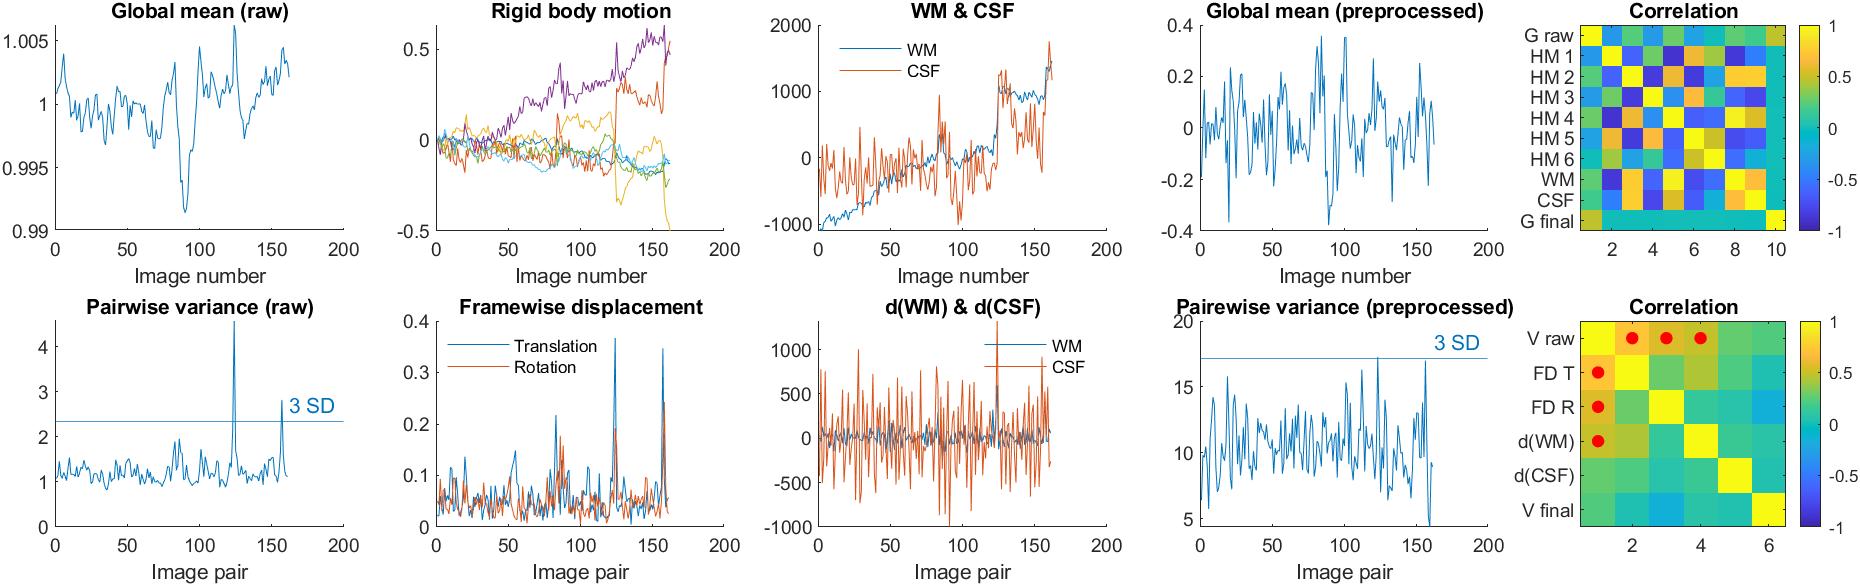 Global mean (raw)
1.005
1
0.995
0.99
0 50 100 150 200
Image number
Rigid body motion
0.5
0
-0.5
0 50 100 150 200
Image number
WM & CSF
2000
1000
0
-1000
WM
CSF
0 50 100 150 200
Image number
Global mean (preprocessed)
0.4
0.2
0
-0.2
-0.4
0 50 100 150 200
Image number
Correlation
G raw
HM 1
HM 2
HM 3
HM 4
HM 5
HM 6
WM
CSF
G final
2 4 6 8 10
1
0.5
0
-0.5
-1
Pairwise variance (raw)
4
3
2
1
0
3 SD
0 50 100 150 200
Image pair
Framewise displacement
0.4
0.3
0.2
0.1
0
Translation
Rotation
0 50 100 150 200
Image pair
d(WM) & d(CSF)
1000
500
0
-500
-1000
WM
CSF
0 50 100 150 200
Pairewise variance (preprocessed)
20
15
10
5
3 SD
0 50 100 150 200
Image pair
Correlation
V raw
FD T
FD R
d(WM)
d(CSF)
V final
2 4 6
1
0.5
0
-0.5
-1